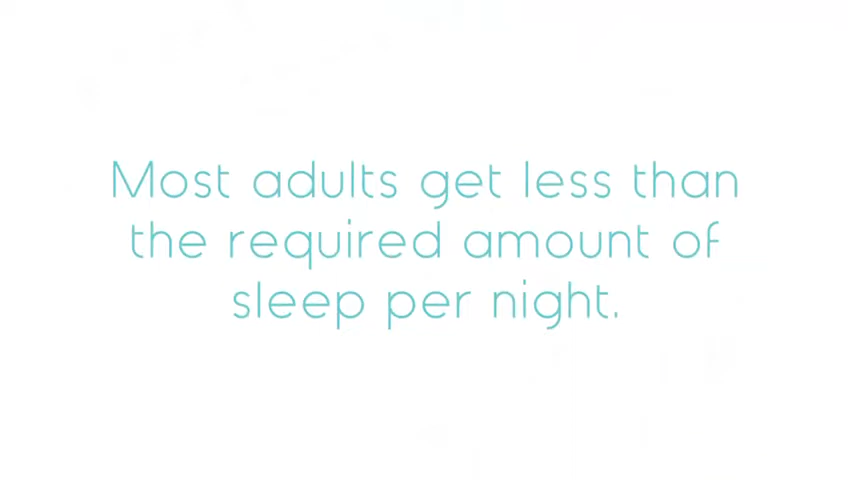 Most adults get less than
the required amount of
sleep per night.